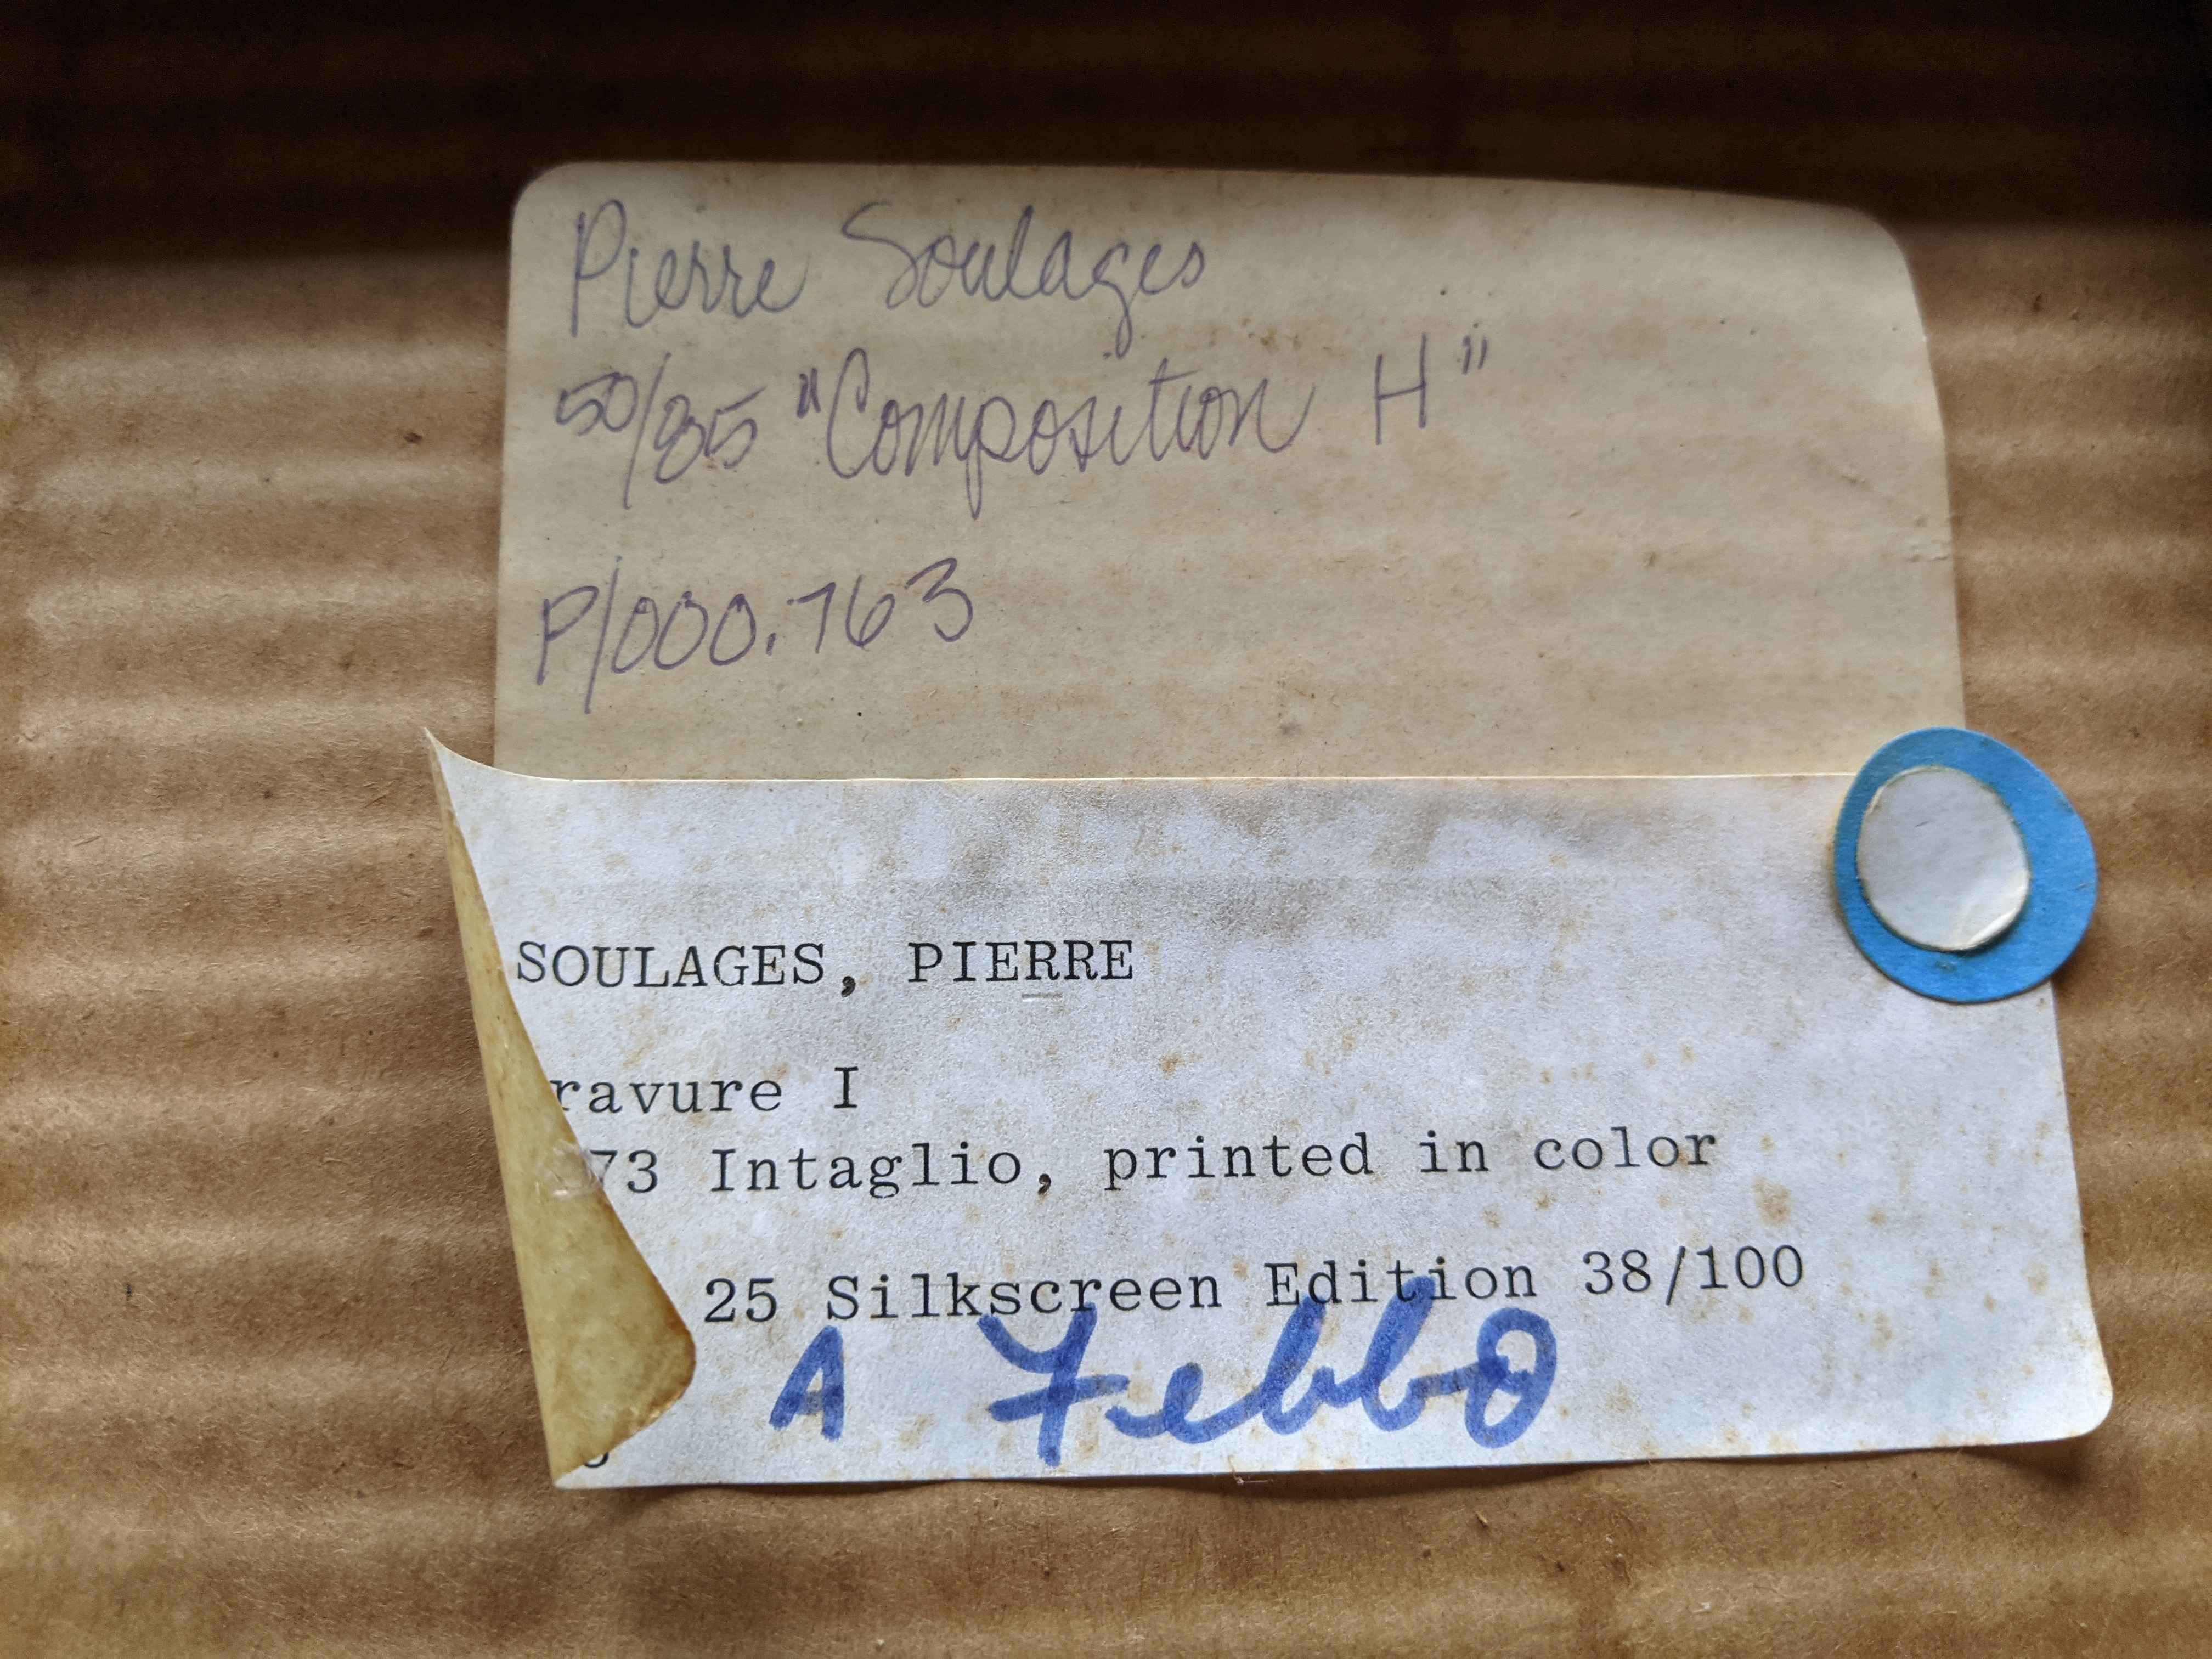 Pierre Soulages
50/85 "Composition H"
P/000.763
SOULAGES, PIERRE
ravure I
73 Intaglio, printed in color
25 Silkscreen Edition 38/100
A Febbo